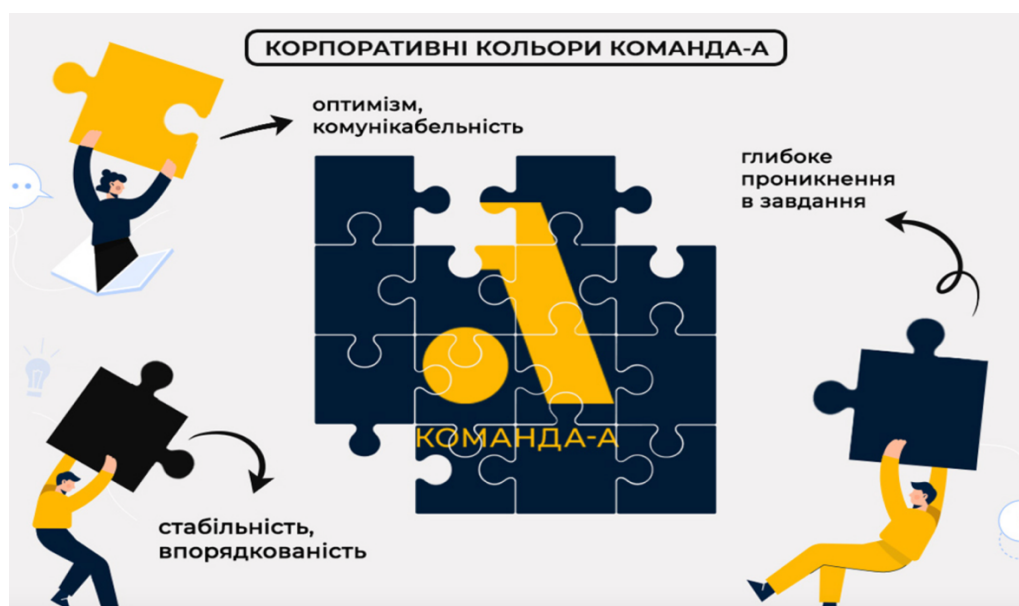 КОРПОРАТИВНІ КОЛЬОРИ КОМАНДА-А
оптимізм,
комунікабельність
глибоке
проникнення
в завдання
КОМАНДА-А
стабільність,
впорядкованість